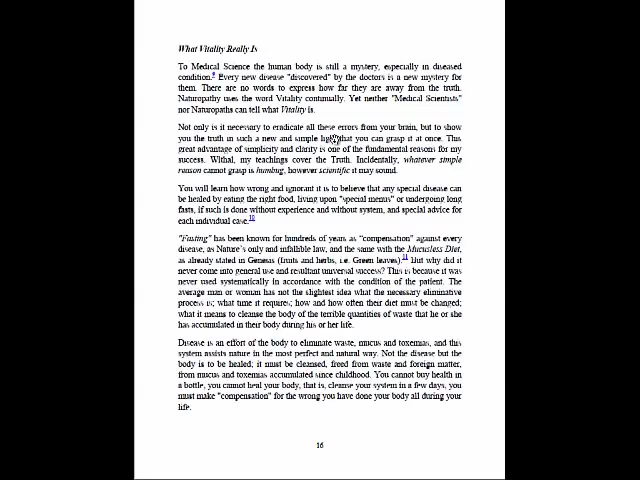 What Vitality Really Is
To Medical Science the human body is still a mystery, especially in diseased
condition.9 Every new disease "discovered" by the doctors is a new mystery for
them. There are no words to express how far they are away from the truth.
Naturopathy uses the word Vitality continually. Yet neither "Medical Scientists"
nor Naturopaths can tell what Vitality is.
Not only is it necessary to eradicate all these errors from your brain, but to show
you the truth in such a new and simple light that you can grasp it at once. This
great advantage of simplicity and clarity is one of the fundamental reasons for my
success. Withal, my teachings cover the Truth. Incidentally, whatever simple
reason cannot grasp is humbug, however scientific it may sound.
You will learn how wrong and ignorant it is to believe that any special disease can
be healed by eating the right food, living upon "special menus" or undergoing long
fasts, if such is done without experience and without system, and special advice for
each individual case.10
"Fasting" has been known for hundreds of years as "compensation" against every
disease, as Nature's only and infallible law, and the same with the Mucusless Diet,
as already stated in Genesis (fruits and herbs, i.e. Green leaves).11 But why did it
never come into general use and resultant universal success? This is because it was
never used systematically in accordance with the condition of the patient. The
average man or woman has not the slightest idea what the necessary eliminative
process is; what time it requires; how and how often their diet must be changed;
what it means to cleanse the body of the terrible quantities of waste that he or she
has accumulated in their body during his or her life.
Disease is an effort of the body to eliminate waste, mucus and toxemias, and this
system assists nature in the most perfect and natural way. Not the disease but the
body is to be healed; it must be cleansed, freed from waste and foreign matter,
from mucus and toxemias accumulated since childhood. You cannot buy health in
a bottle, you cannot heal your body, that is, cleanse your system in a few days, you
must make "compensation" for the wrong you have done your body all during your
life.
16